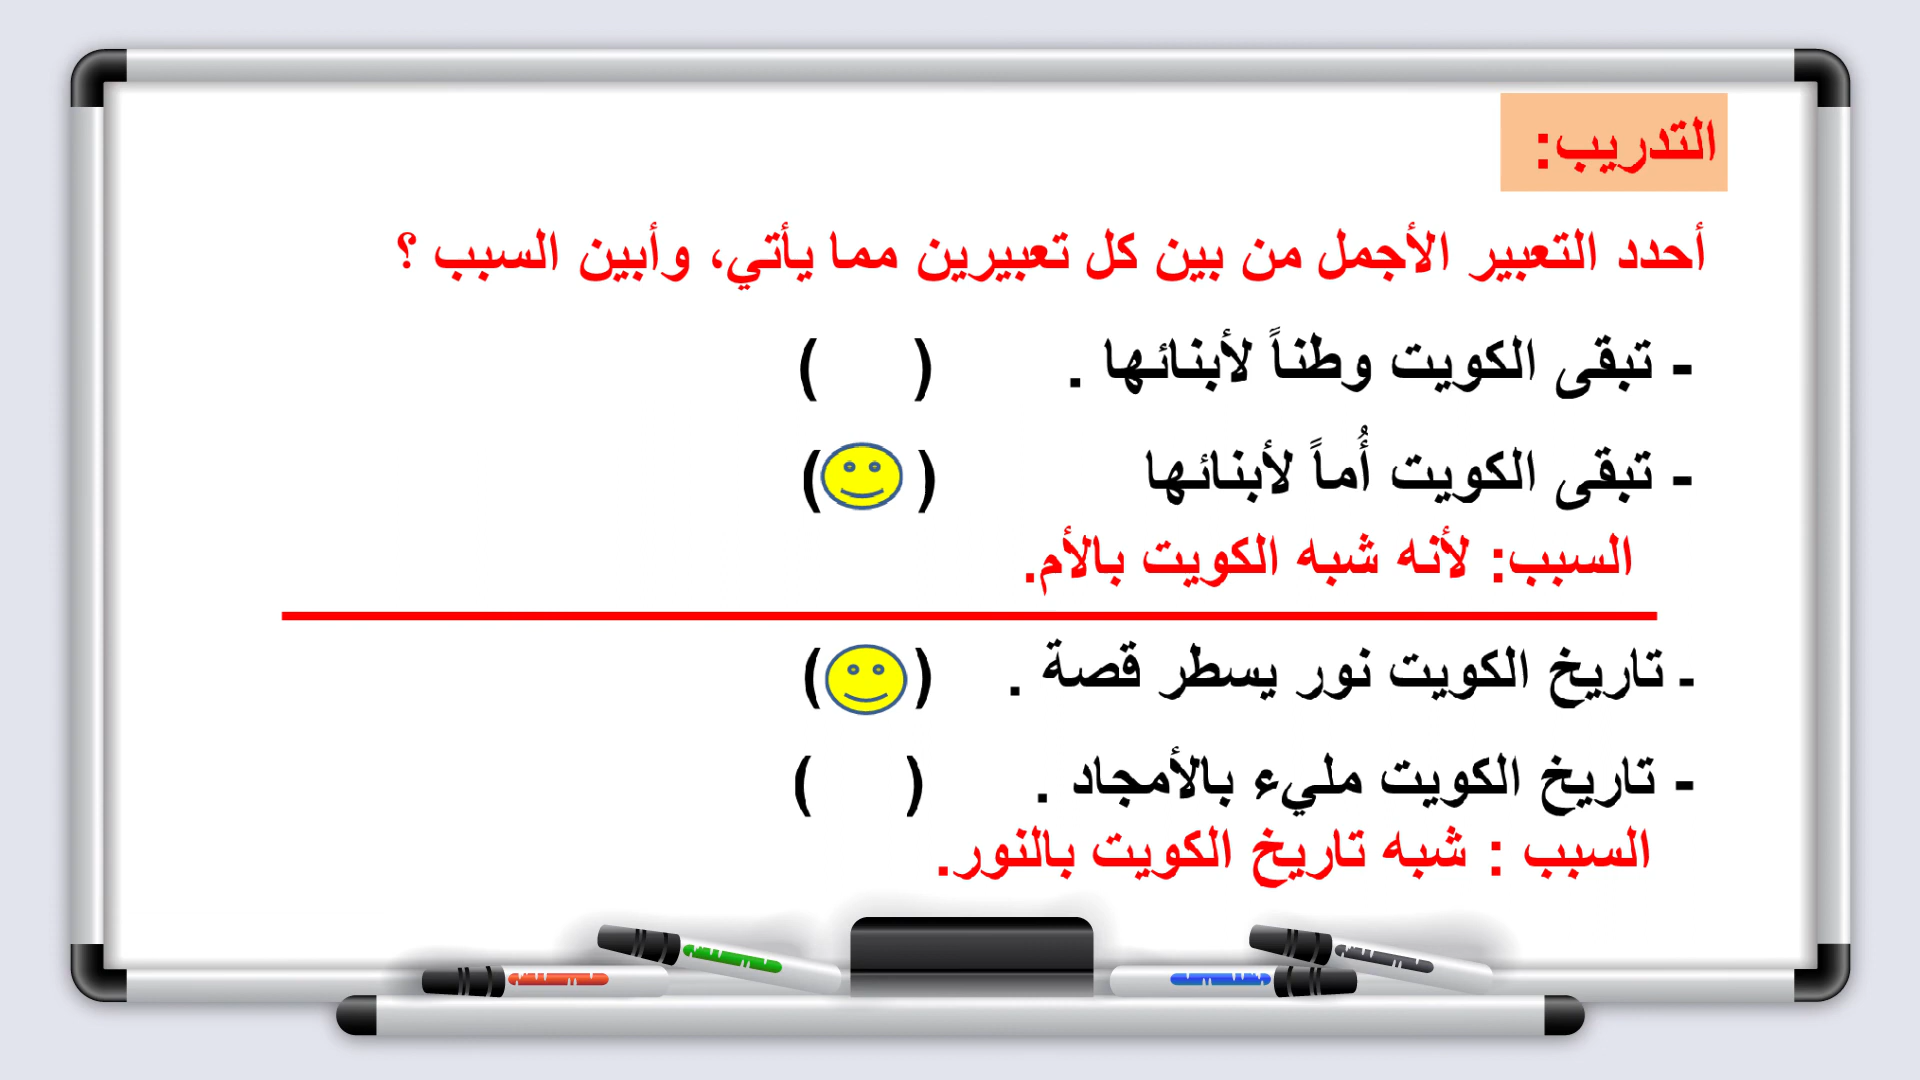 التدريب:
أحدد التعبير الأجمل من بين كل تعبيرين مما يأتي، وأبين السبب ؟
- تبقى الكويت وطناً لأبنائها . ( )
- تبقى الكويت أُماً لأبنائها ( )
السبب: لأنه شبه الكويت بالأم.
- تاريخ الكويت نور يسطر قصة . ( )
- تاريخ الكويت مليء بالأمجاد . ( )
السبب : شبه تاريخ الكويت بالنور.